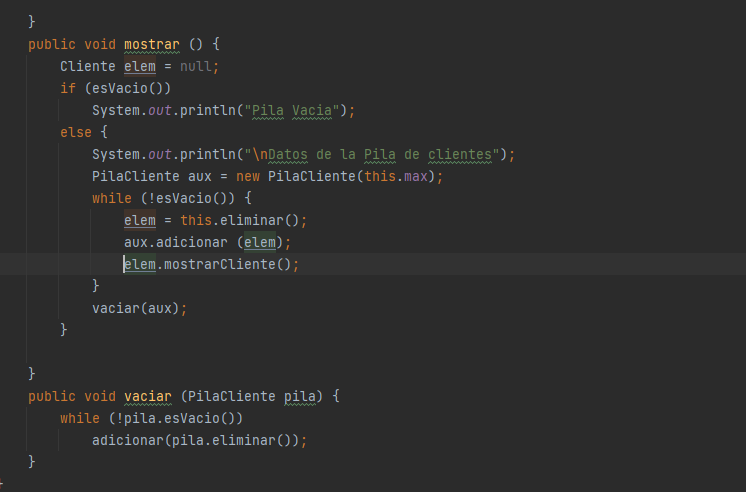 }
    public void mostrar () {
        Cliente elem = null;
        if (esVacio())
            System.out.println("Pila Vacia");
        else {
            System.out.println("\nDatos de la Pila de clientes");
            PilaCliente aux = new PilaCliente(this.max);
            while (!esVacio()) {
                elem = this.eliminar();
                aux.adicionar (elem);
                elem.mostrarCliente();
            }
            vaciar(aux);
        }

    }
    public void vaciar (PilaCliente pila) {
        while (!pila.esVacio())
            adicionar(pila.eliminar());
    }